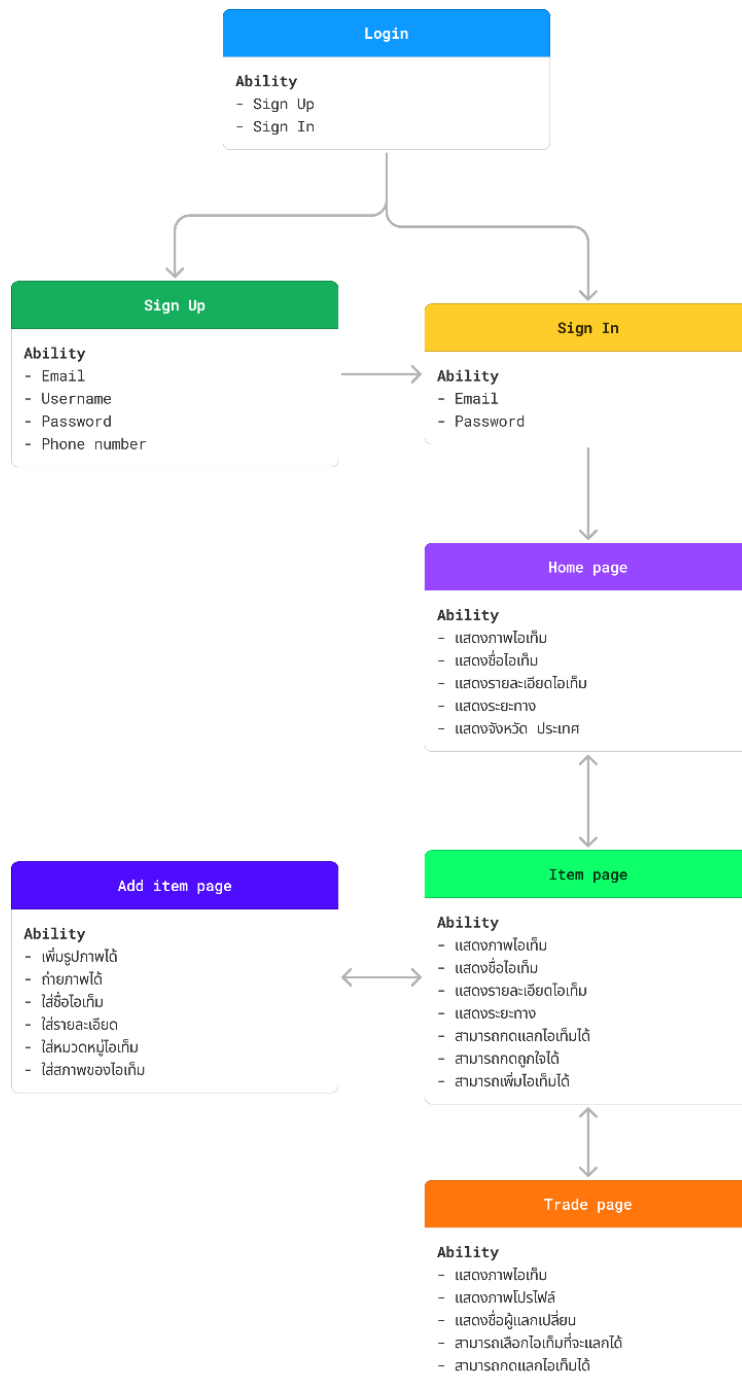 Login
Ability
- Sign Up
- Sign In
Sign Up
Ability
- Email
- Username
- Password
- Phone number
Sign In
Ability
- Email
- Password
Home page
Ability
- แสดงภาพไอเท็ม
- แสดงชื่อไอเท็ม
- แสดงรายละเอียดไอเท็ม
- แสดงระยะทาง
- แสดงจังหวัด ประเทศ
Add item page
Ability
- เพิ่มรูปภาพได้
- ถ่ายภาพได้
- ใส่ชื่อไอเท็ม
- ใส่รายละเอียด
- ใส่หมวดหมู่ไอเท็ม
- ใส่สภาพของไอเท็ม
Item page
Ability
- แสดงภาพไอเท็ม
- แสดงชื่อไอเท็ม
- แสดงรายละเอียดไอเท็ม
- แสดงระยะทาง
- สามารถกดแลกไอเท็มได้
- สามารถกดถูกใจได้
- สามารถเพิ่มไอเท็มได้
Trade page
Ability
- แสดงภาพไอเท็ม
- แสดงภาพโปรไฟล์
- แสดงชื่อผู้แลกเปลี่ยน
- สามารถเลือกไอเท็มที่จะแลกได้
- สามารถกดแลกไอเท็มได้